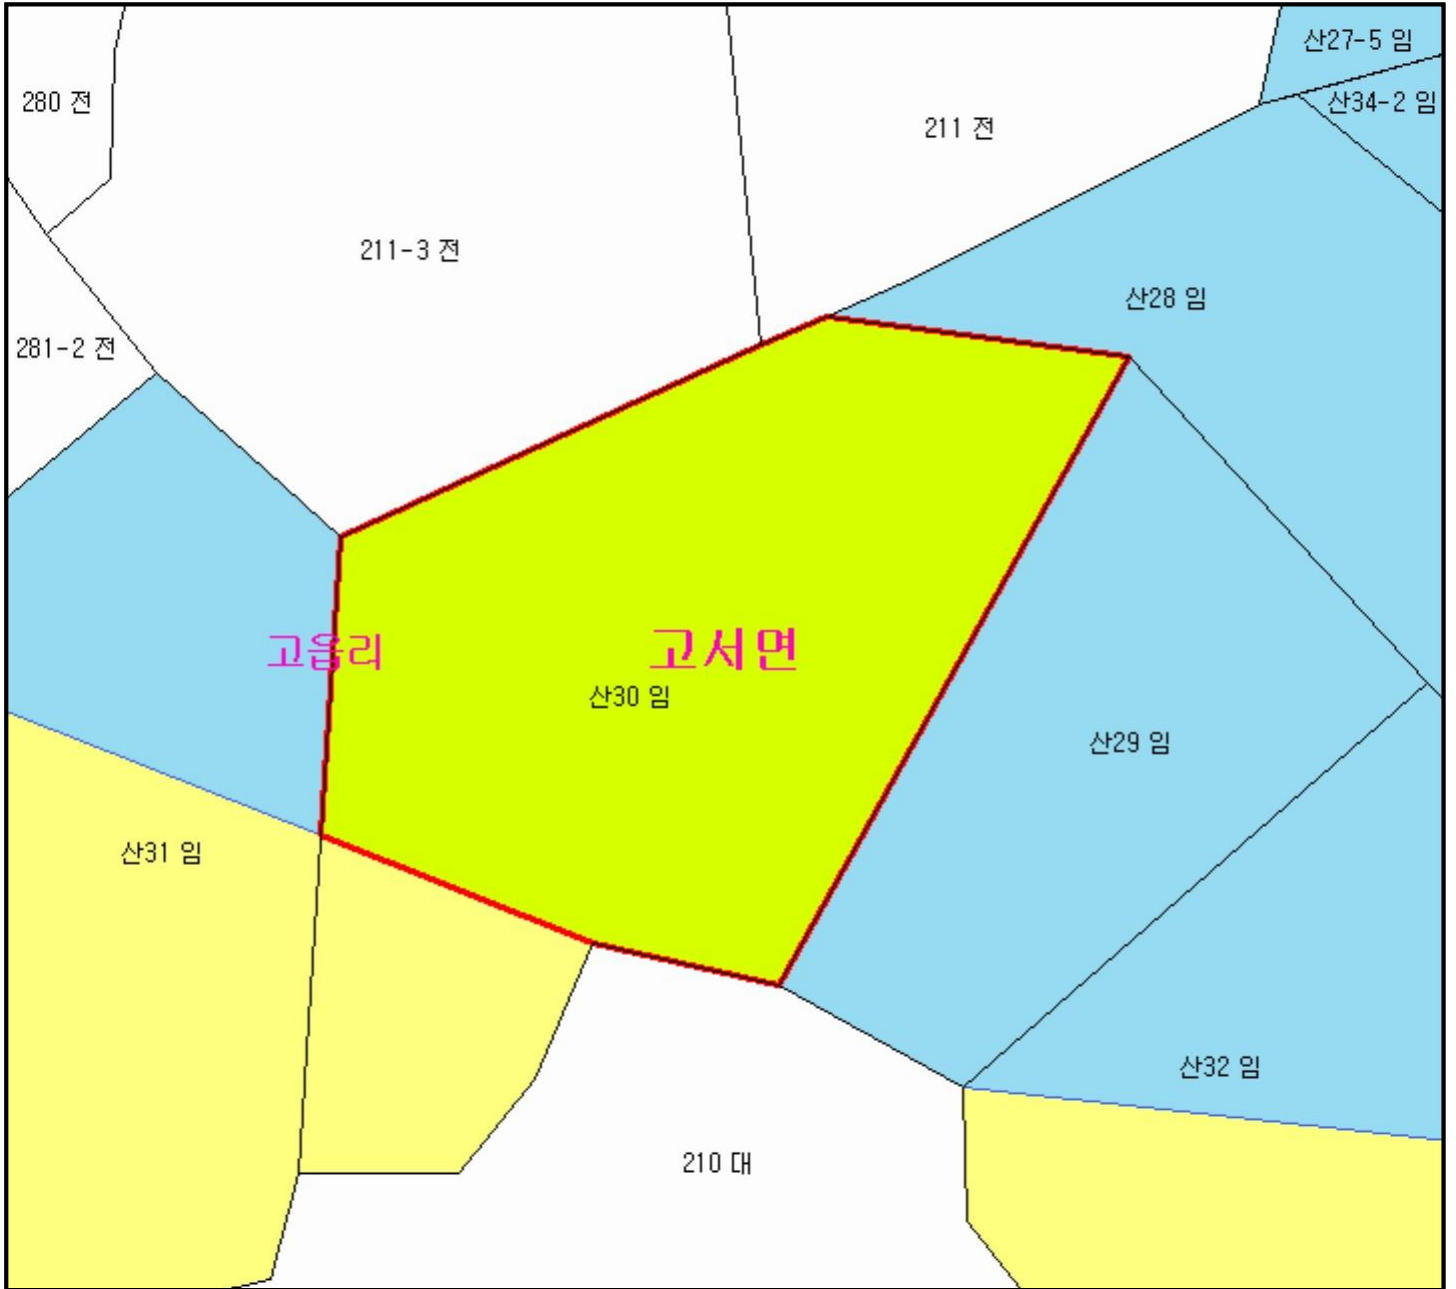 산27-5 임
280 전
산34-2 임
211 전
211-3 전
산28 임
281-2 전
고읍리
고서면
산30 임
산29 임
산31 임
산32 임
210 대